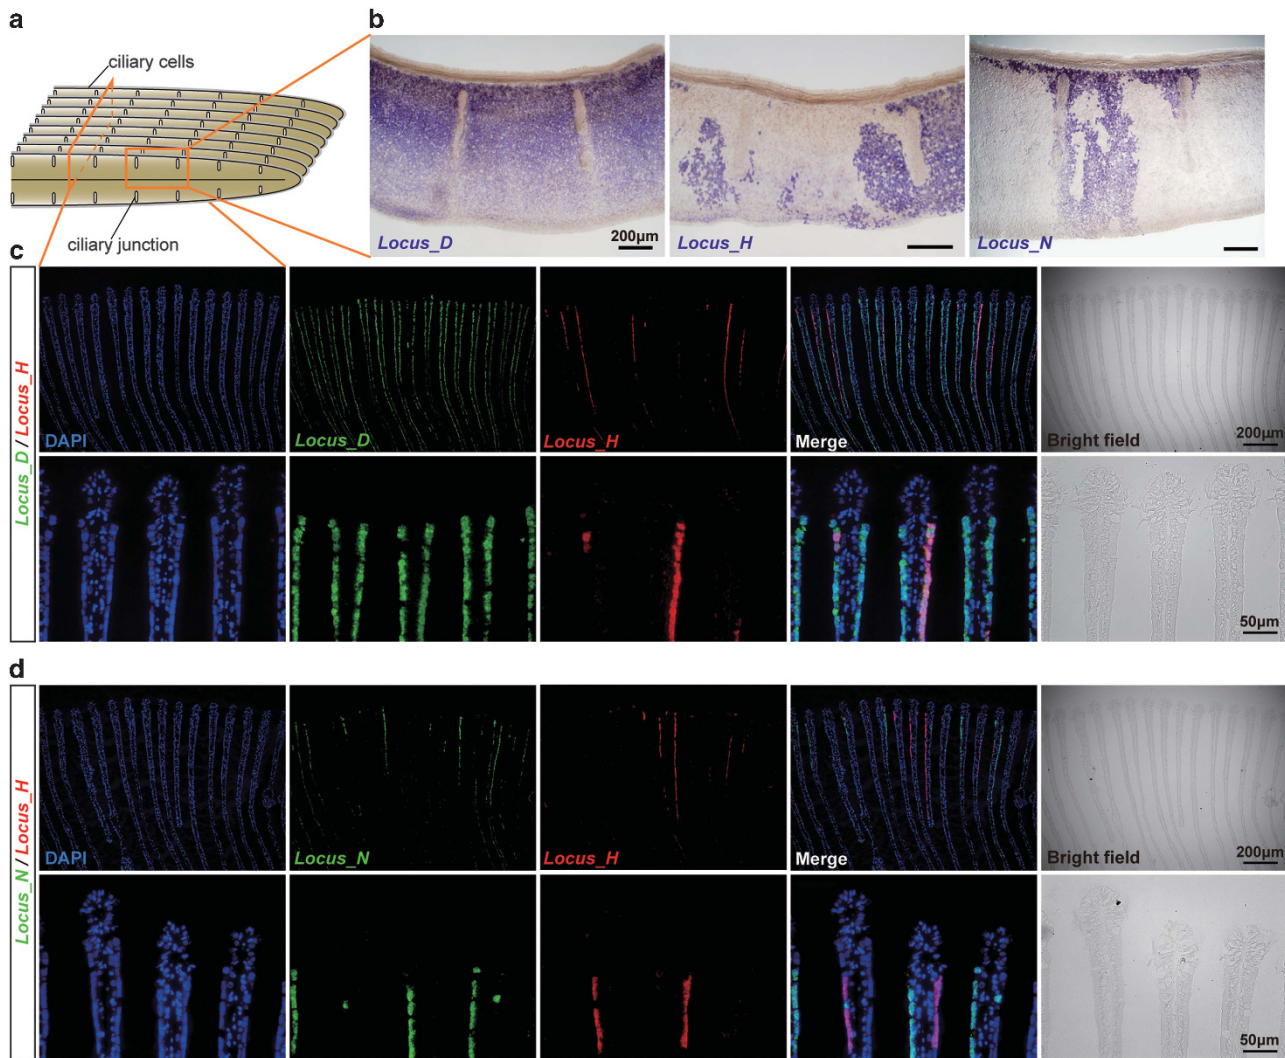 a
ciliary cells
ciliary junction
b
Locus_D
200μm
Locus_H
Locus_N
c
Locus_D / Locus_H
DAPI
Locus_D
Locus_H
Merge
Bright field
200μm
50μm
d
Locus_N / Locus_H
DAPI
Locus_N
Locus_H
Merge
Bright field
200μm
50μm